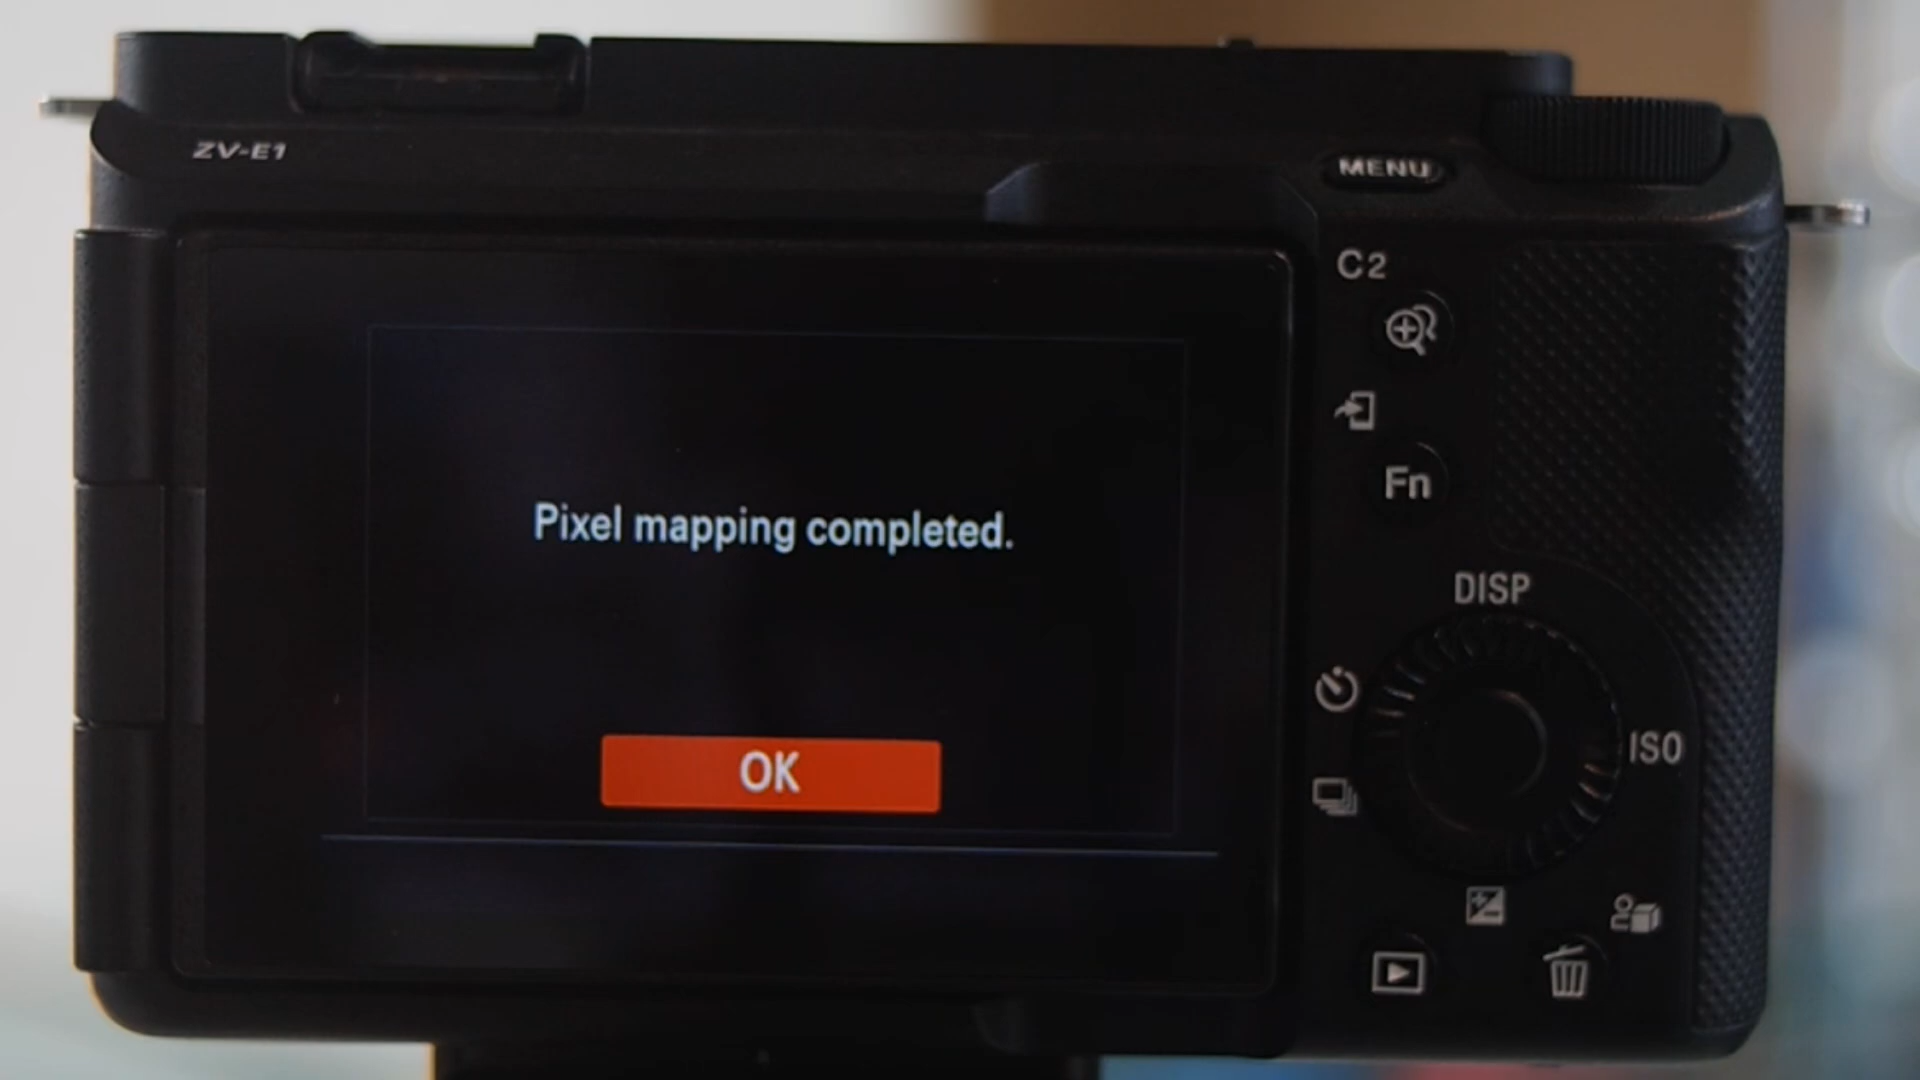 ZV-E1
MENU
C2
Fn
Pixel mapping completed.
DISP
ISO
OK